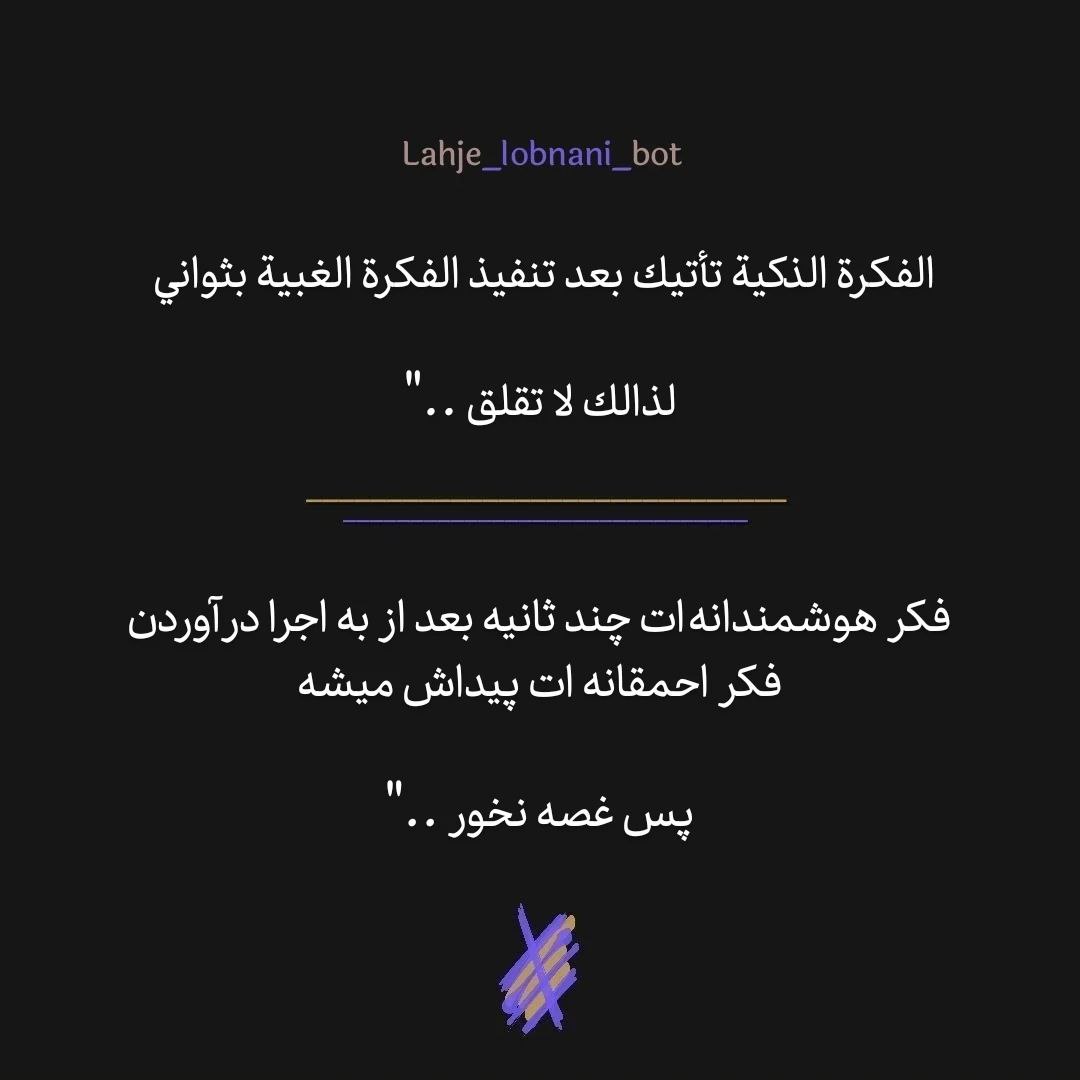 Lahje_lobnani_bot
الفكرة الذكية تأتيك بعد تنفيذ الفكرة الغبية بثواني
لذالك لا تقلق .."
فکر هوشمندانه‌ات چند ثانیه بعد از به اجرا درآوردن
فکر احمقانه ات پیداش میشه
پس غصه نخور .."